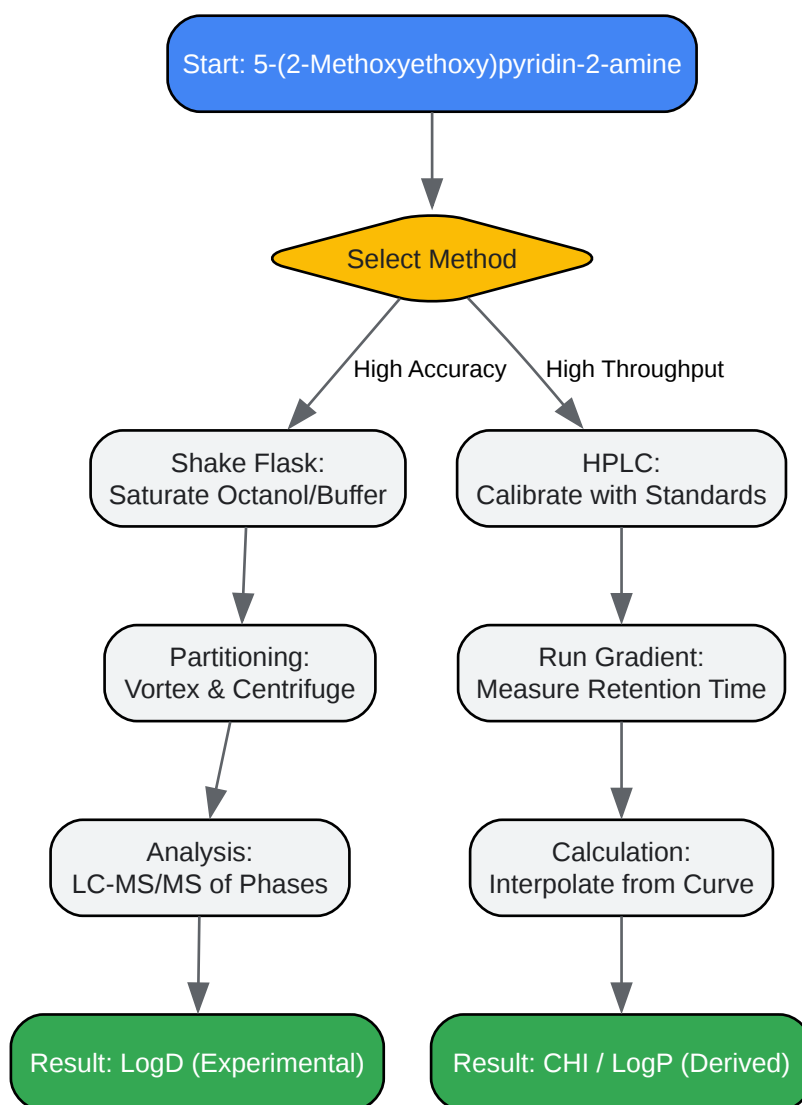 Start: 5-(2-Methoxyethoxy)pyridin-2-amine
Select Method
High Accuracy
High Throughput
Shake Flask:
Saturate Octanol/Buffer
HPLC:
Calibrate with Standards
Partitioning:
Vortex & Centrifuge
Run Gradient:
Measure Retention Time
Analysis:
LC-MS/MS of Phases
Calculation:
Interpolate from Curve
Result: LogD (Experimental)
Result: CHI / LogP (Derived)